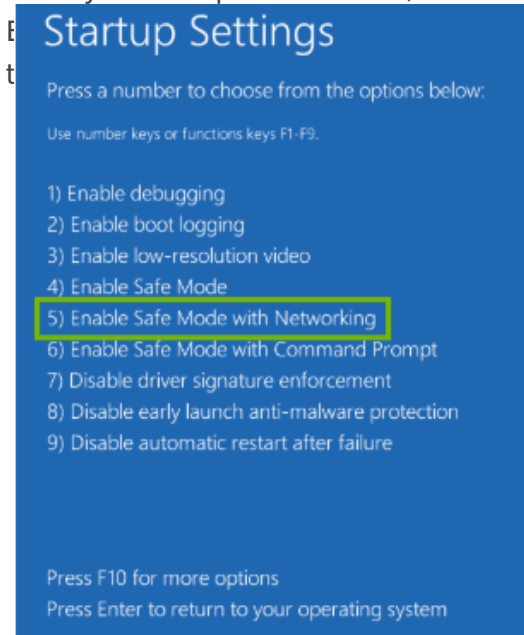 Startup Settings
Press a number to choose from the options below:
Use number keys or functions keys F1-F9.
1) Enable debugging
2) Enable boot logging
3) Enable low-resolution video
4) Enable Safe Mode
5) Enable Safe Mode with Networking
6) Enable Safe Mode with Command Prompt
7) Disable driver signature enforcement
8) Disable early launch anti-malware protection
9) Disable automatic restart after failure
Press F10 for more options
Press Enter to return to your operating system